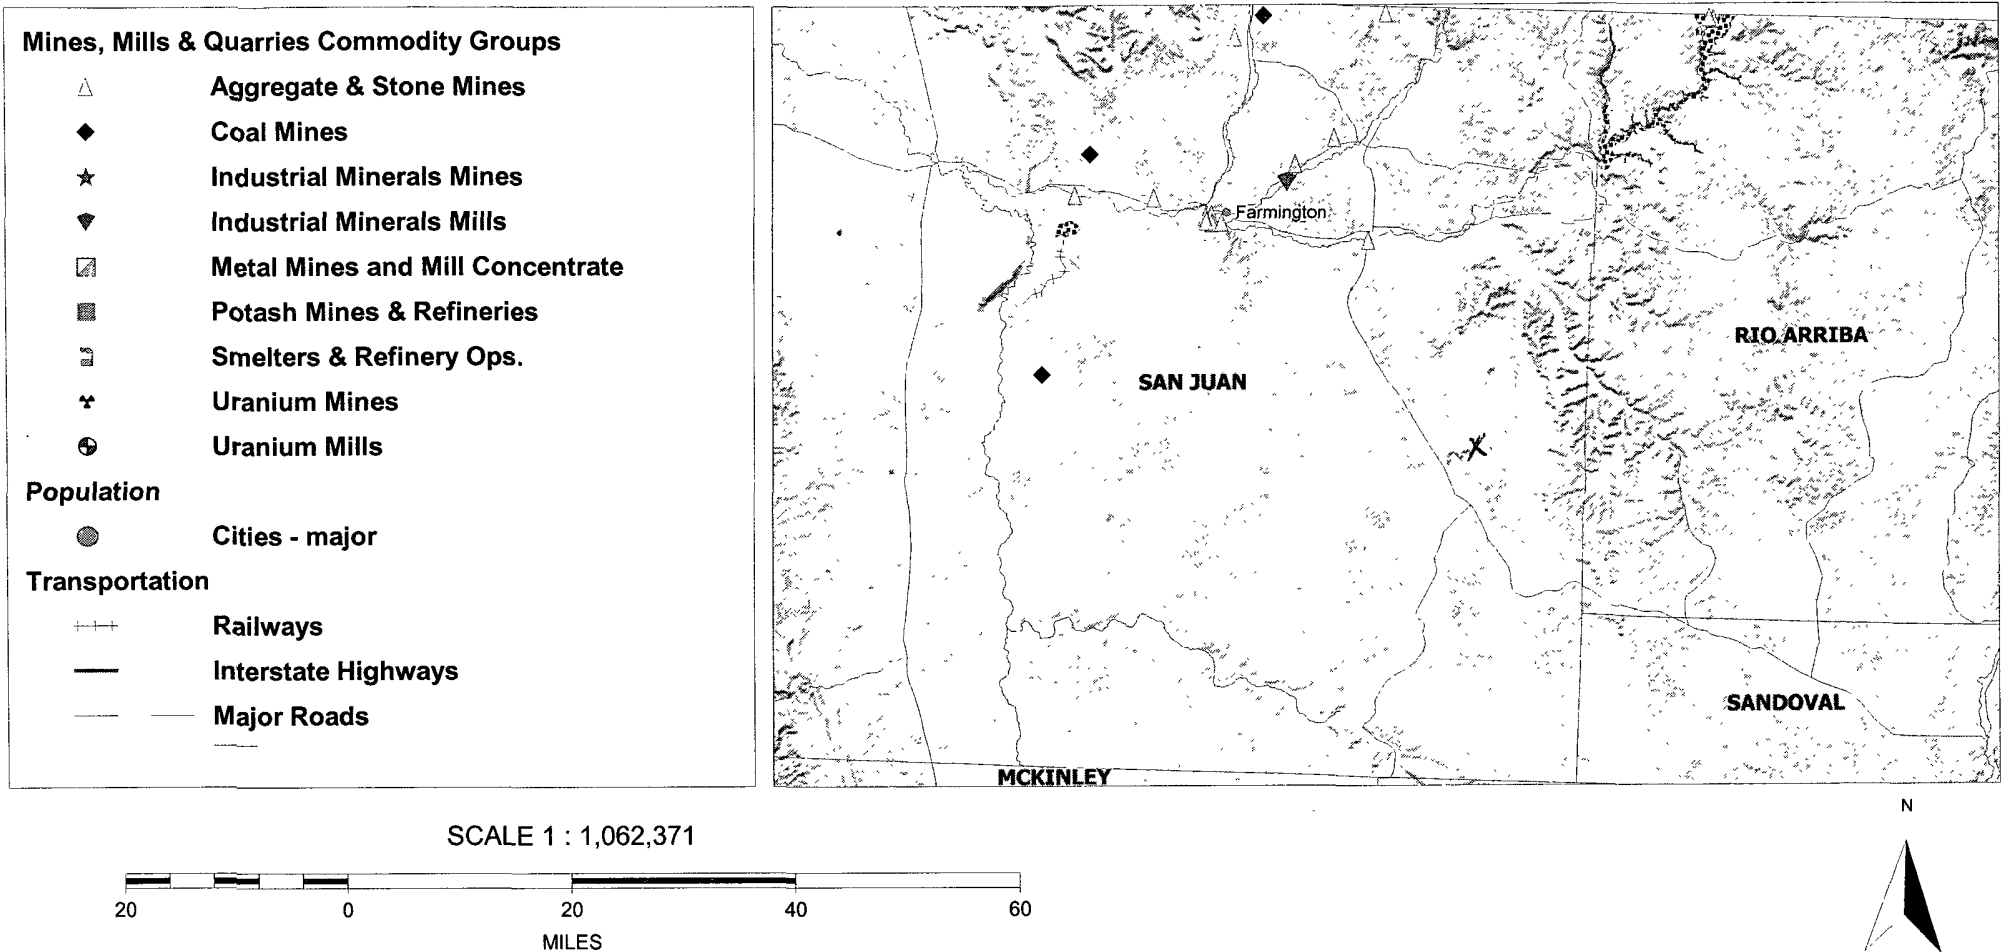 Mines, Mills & Quarries Commodity Groups
Aggregate & Stone Mines
Coal Mines
Industrial Minerals Mines
Industrial Minerals Mills
Metal Mines and Mill Concentrate
Potash Mines & Refineries
Smelters & Refinery Ops.
Uranium Mines
Uranium Mills
Population
Cities - major
Transportation
Railways
Interstate Highways
Major Roads
Farmington
RIO ARRIBA
SAN JUAN
X
SANDOVAL
MCKINLEY
SCALE 1 : 1,062,371
20 0 20 40 60
MILES
N